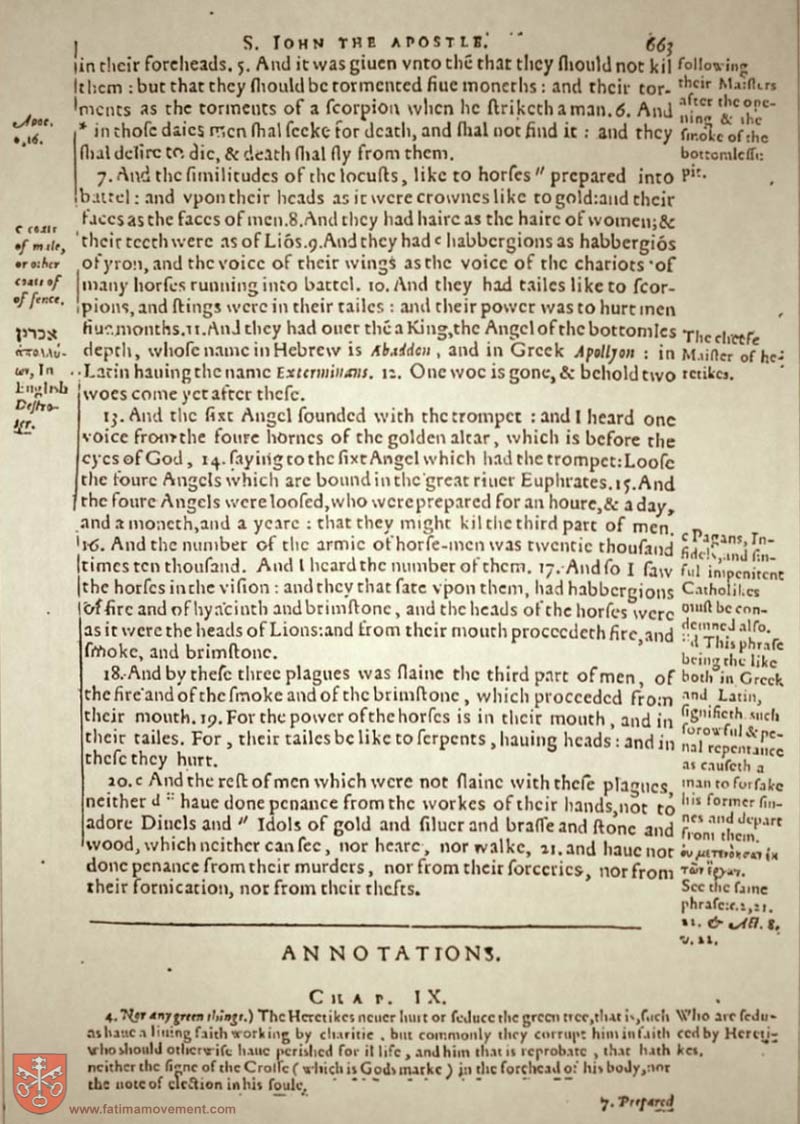 S. IOHN THE APOSTLE. 663
in their foreheads. 5. And it was giuen vnto thē that they ſhould not kil
them : but that they ſhould be tormented fiue moneths : and their tor-
ments as the torments of a ſcorpion when he ſtriketh a man. 6. And
* in thoſe daies men ſhal ſeeke for death, and ſhal not find it : and they
ſhal deſire to die, & death ſhal fly from them.
7. And the ſimilitudes of the locuſts, like to horſes " prepared into
battel : and vpon their heads as it were crownes like to gold: and their
faces as the faces of men. 8. And they had haire as the haire of women; &
their teeth were as of Liōs. 9. And they had c habbergions as habbergiōs
of yron, and the voice of their wings as the voice of the chariots of
many horſes running into battel. 10. And they had tailes like to ſcor-
pions, and ſtings were in their tailes : and their power was to hurt men
fiue months. 11. And they had ouer thē a King, the Angel of the bottomles
depth, whoſe name in Hebrew is Abaddon, and in Greek Apollyon : in
Latin hauing the name Exterminans. 12. One woe is gone, & behold two
woes come yet after theſe.
13. And the ſixt Angel ſounded with the trompet : and I heard one
voice from the foure hornes of the golden altar, which is before the
eyes of God, 14. ſaying to the ſixt Angel which had the trompet: Looſe
the foure Angels which are bound in the great riuer Euphrates. 15. And
the foure Angels were looſed, who were prepared for an houre, & a day,
and a moneth, and a yeare : that they might kil the third part of men.
16. And the number of the armie of horſe-men was twentie thouſand
times ten thouſand. And I heard the number of them. 17. And ſo I ſaw
the horſes in the viſion : and they that ſate vpon them, had habbergions
of fire and of hyacinth and brimſtone, and the heads of the horſes were
as it were the heads of Lions: and from their mouth proceedeth fire, and
ſmoke, and brimſtone.
18. And by theſe three plagues was ſlaine the third part of men, of
the fire and of the ſmoke and of the brimſtone, which proceeded from
their mouth. 19. For the power of the horſes is in their mouth, and in
their tailes. For, their tailes be like to ſerpents, hauing heads : and in
theſe they hurt.
20. c And the reſt of men which were not ſlaine with theſe plagues,
neither d :: haue done penance from the workes of their hands, not to
adore Diuels and " Idols of gold and ſiluer and braſſe and ſtone and
wood, which neither can ſee, nor heare, nor walke, 21. and haue not
done penance from their murders, nor from their ſorceries, nor from
their fornication, nor from their thefts.
Apoc.
c coate
of maile,
or other
coats of
of fence.
ἀπολλύ-
ων, In
Engliſh
Deſtro-
ier.
following
their Maiſters
after the ope-
ning & the
ſmoke of the
bottomleſſe
pit.
The cheefe
Maiſter of he-
retikes.
c Pagans, In-
fidels, and ſin-
ful impenitent
Catholikes
muſt be con-
demned alſo.
d This phraſe
being the like
both in Greek
and Latin,
ſignifieth ſuch
ſorowful & pe-
nal repentance
as cauſeth a
man to forſake
his former ſin-
nes and depart
from them.
See the ſame
phraſe: c. 2, 21.
22. & Act. 8.
v. 22.
ANNOTATIONS.
CHAP. IX.
4. Nor any green things.) The Heretikes neuer hurt or ſeduce the green tree, that is, ſuch
as haue a liuing faith working by charitie, but commonly they corrupt him in faith
who ſhould otherwiſe haue periſhed for il life, and him that is reprobate, that hath
neither the ſigne of the Croſſe (which is Gods marke) in the forehead of his body, nor
the note of election in his ſoule.
Who are ſedu-
ced by Hereti-
kes.
7. Prepared
www.fatimamovement.com